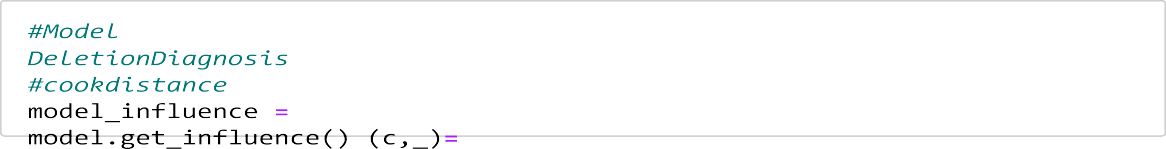 #Model
DeletionDiagnosis
#cookdistance
model_influence =
model.get_influence() (c,_)=